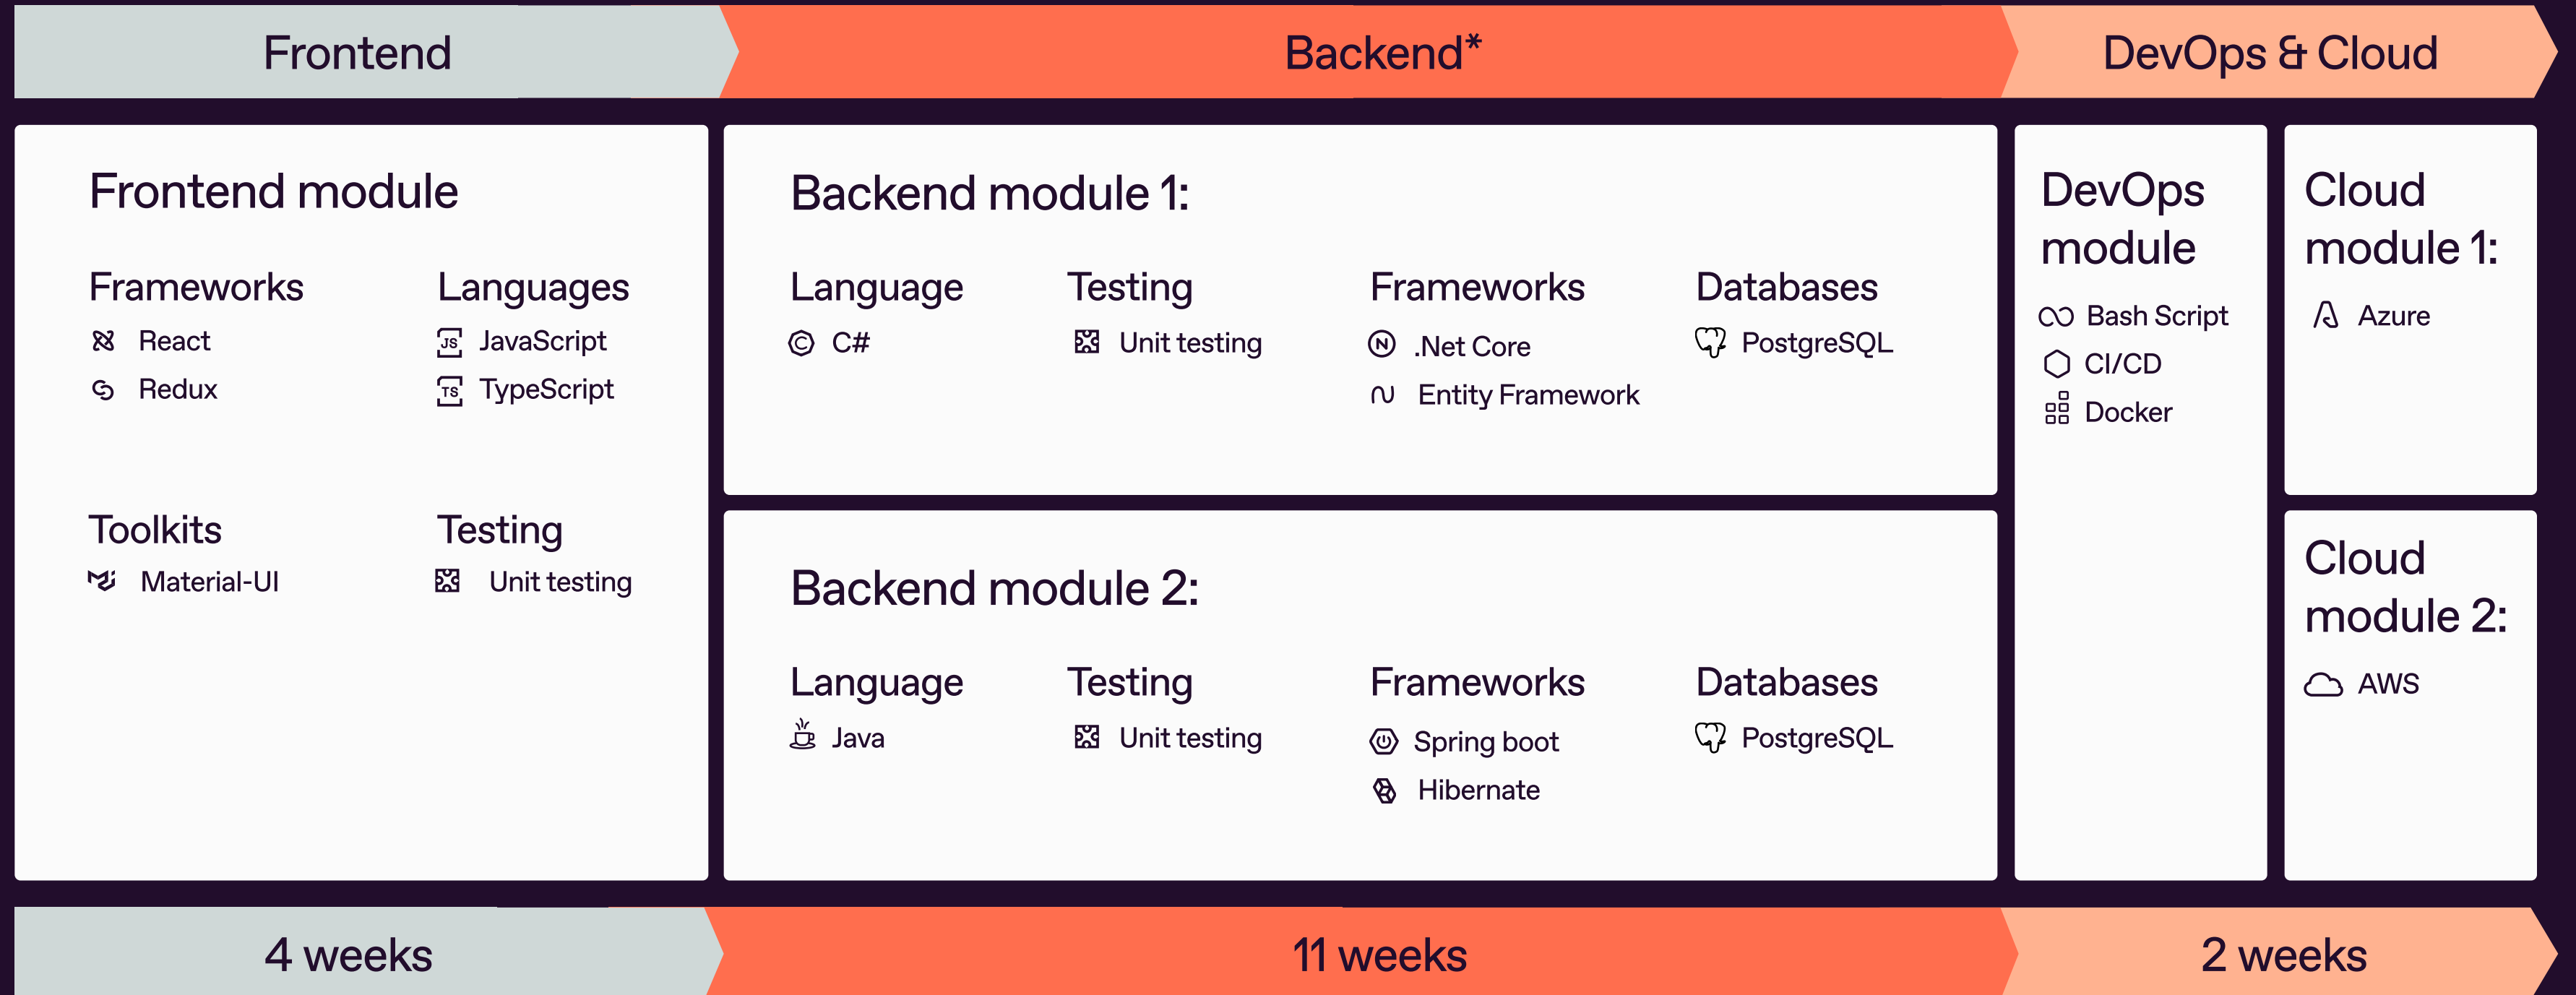 Frontend
Backend*
DevOps & Cloud
Frontend module
Frameworks
React
Redux
Languages
JS JavaScript
TS TypeScript
Toolkits
Material-UI
Testing
Unit testing
Backend module 1:
Language
C C#
Testing
Unit testing
Frameworks
N .Net Core
Entity Framework
Databases
PostgreSQL
Backend module 2:
Language
Java
Testing
Unit testing
Frameworks
Spring boot
Hibernate
Databases
PostgreSQL
DevOps
module
Bash Script
CI/CD
Docker
Cloud
module 1:
Azure
Cloud
module 2:
AWS
4 weeks
11 weeks
2 weeks